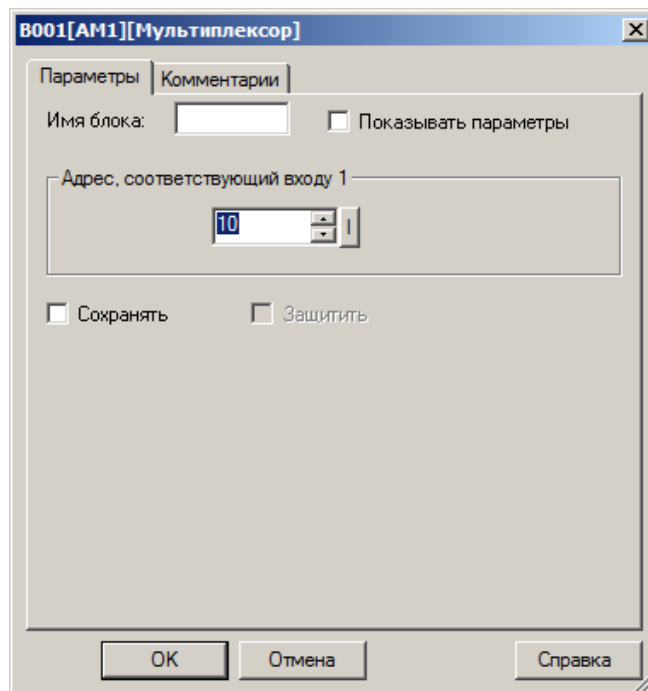 B001[AM1][Мультиплексор]
Параметры Комментарии
Имя блока: Показывать параметры
Адрес, соответствующий входу 1
10 I
Сохранять Защитить
OK Отмена Справка